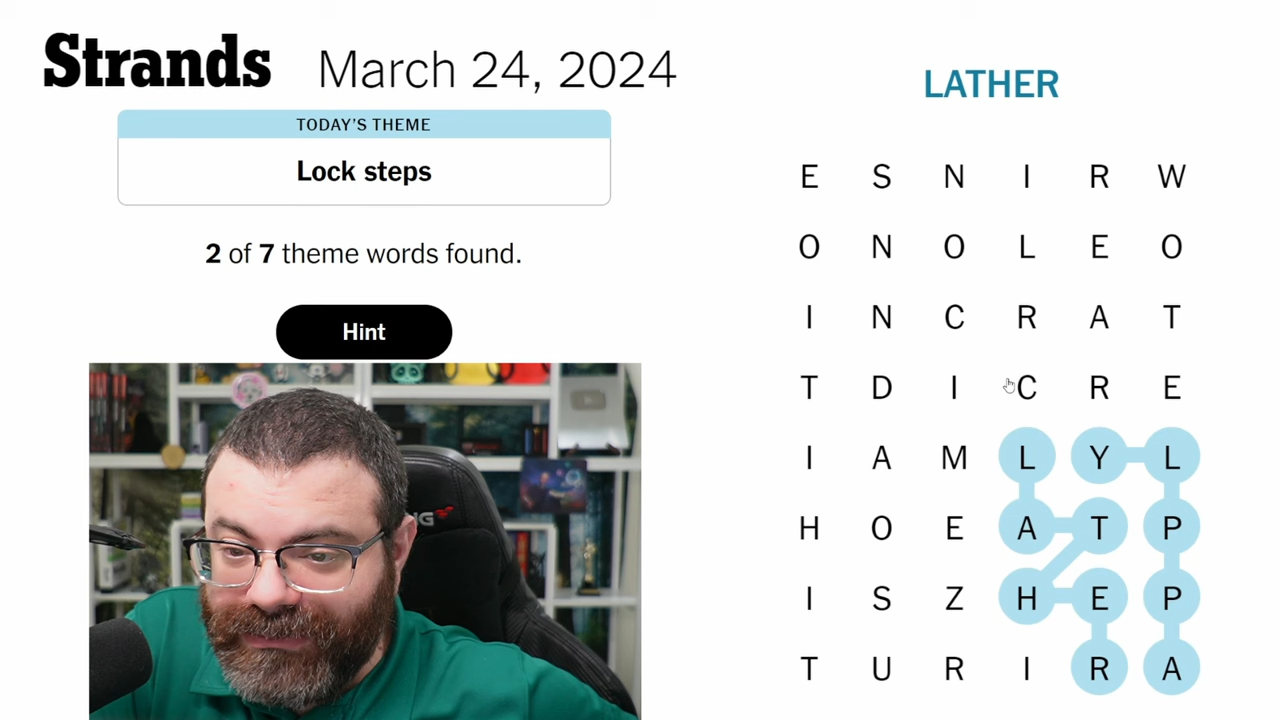 Strands March 24, 2024
TODAY'S THEME
Lock steps
2 of 7 theme words found.
Hint
LATHER
E S N I R W
O N O L E O
I N C R A T
T D I C R E
I A M L Y L
H O E A T P
I S Z H E P
T U R I R A